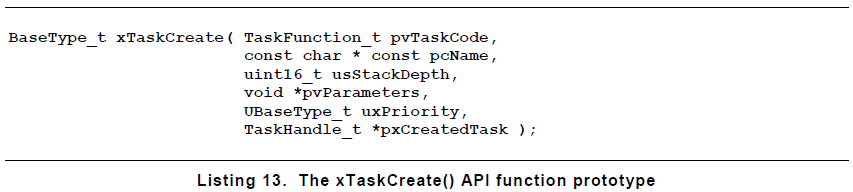 BaseType_t xTaskCreate( TaskFunction_t pvTaskCode,
const char * const pcName,
uint16_t usStackDepth,
void *pvParameters,
UBaseType_t uxPriority,
TaskHandle_t *pxCreatedTask );
Listing 13. The xTaskCreate() API function prototype